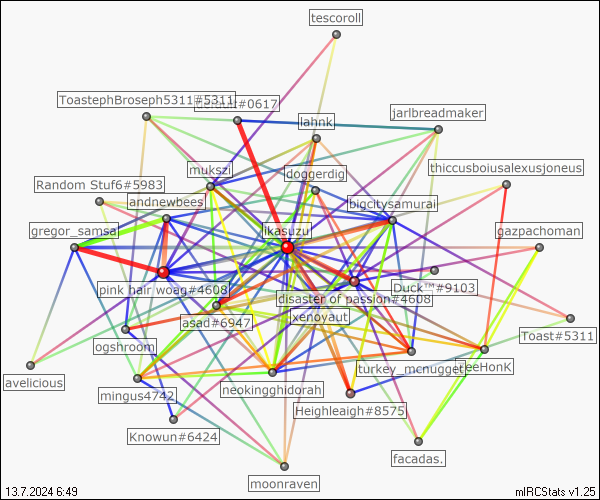 tescoroll
ToastephBroseph5311#5311
default#0617
lahnk
jarlbreadmaker
mukszi
doggerdig
thiccusboiusalexusjoneus
Random Stuf6#5983
andnewbees
bigcitysamurai
gregor_samsa
ikasuzu
gazpachoman
pink hair woag#4608
Duck™#9103
disaster of passion#4608
asad#6947
xenoyaut
Toast#5311
ogshroom
turkey_mcnugget
eeHonK
avelicious
mingus4742
neokingghidorah
Heighleaigh#8575
Knowun#6424
facadas.
moonraven
13.7.2024 6:49
mIRCStats v1.25